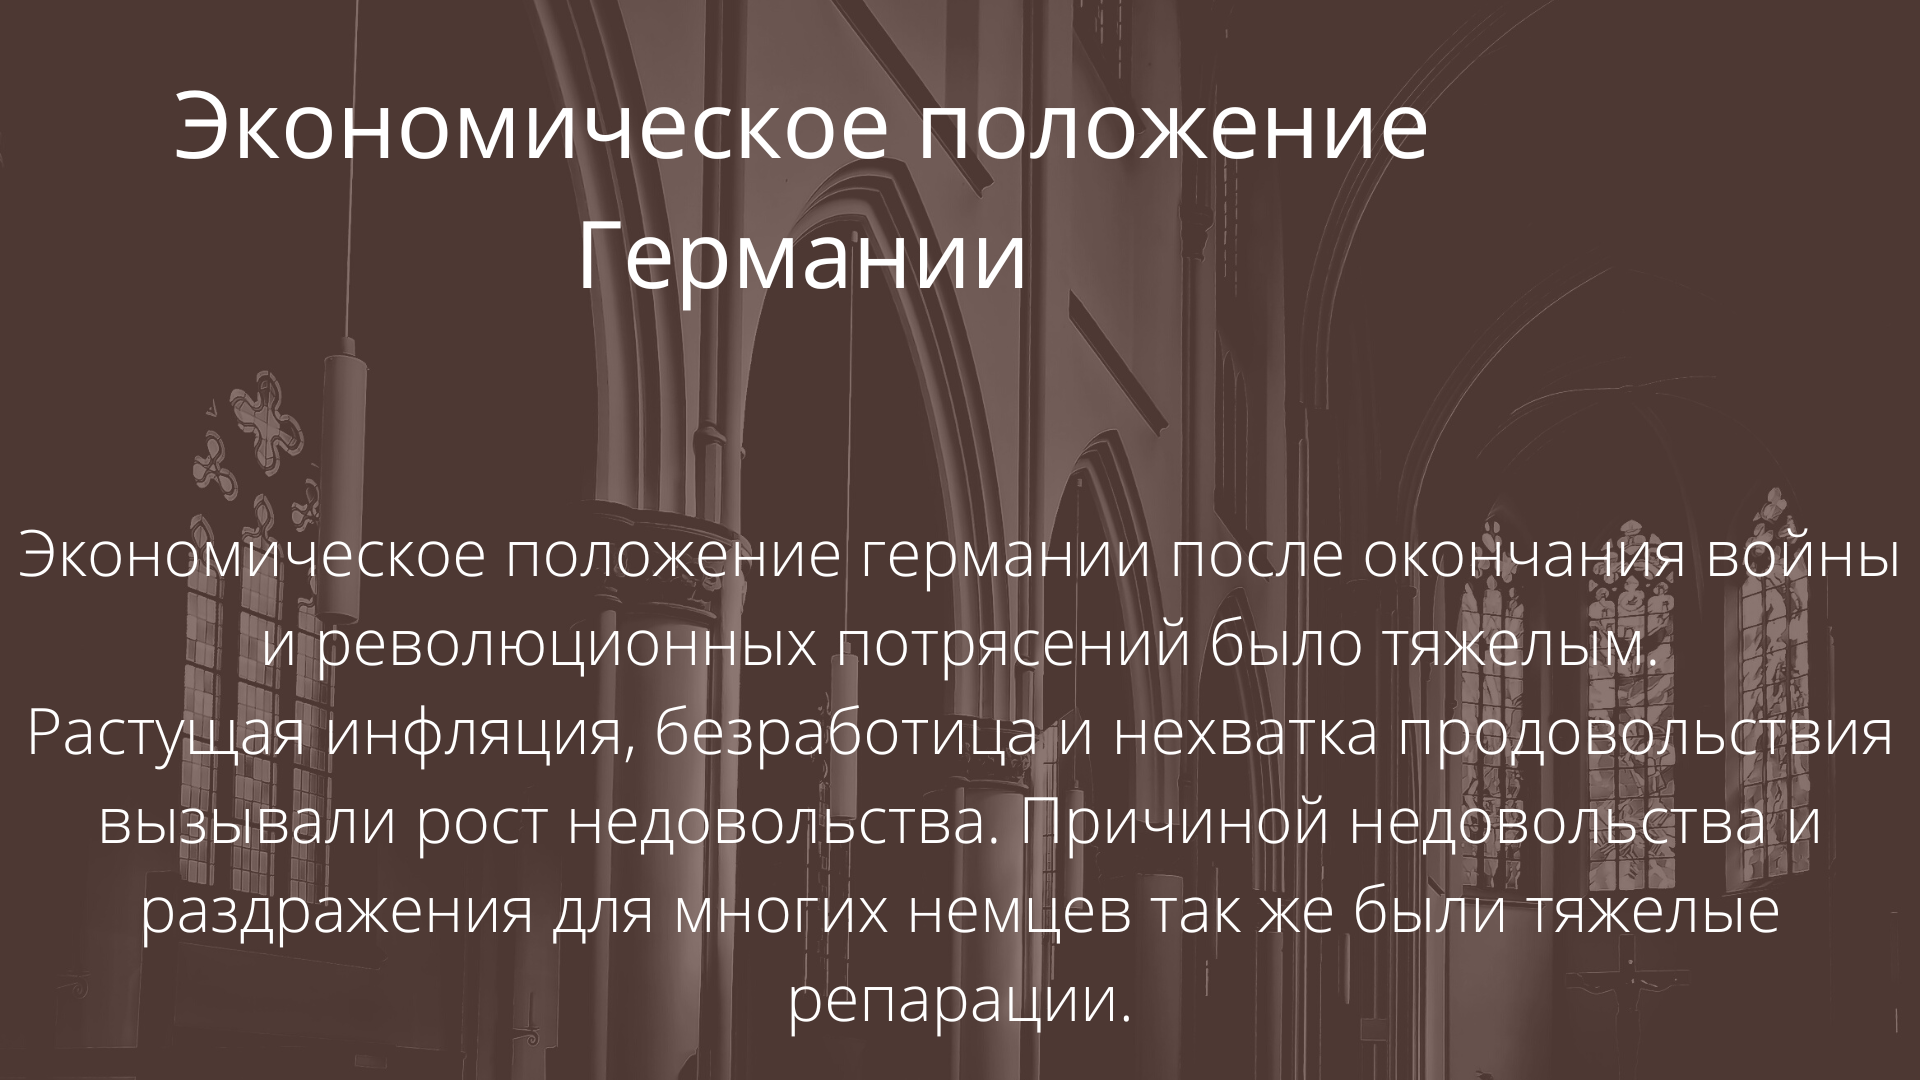 Экономическое положение
Германии
Экономическое положение германии после окончания войны
и революционных потрясений было тяжелым.
Растущая инфляция, безработица и нехватка продовольствия
вызывали рост недовольства. Причиной недовольства и
раздражения для многих немцев так же были тяжелые
репарации.